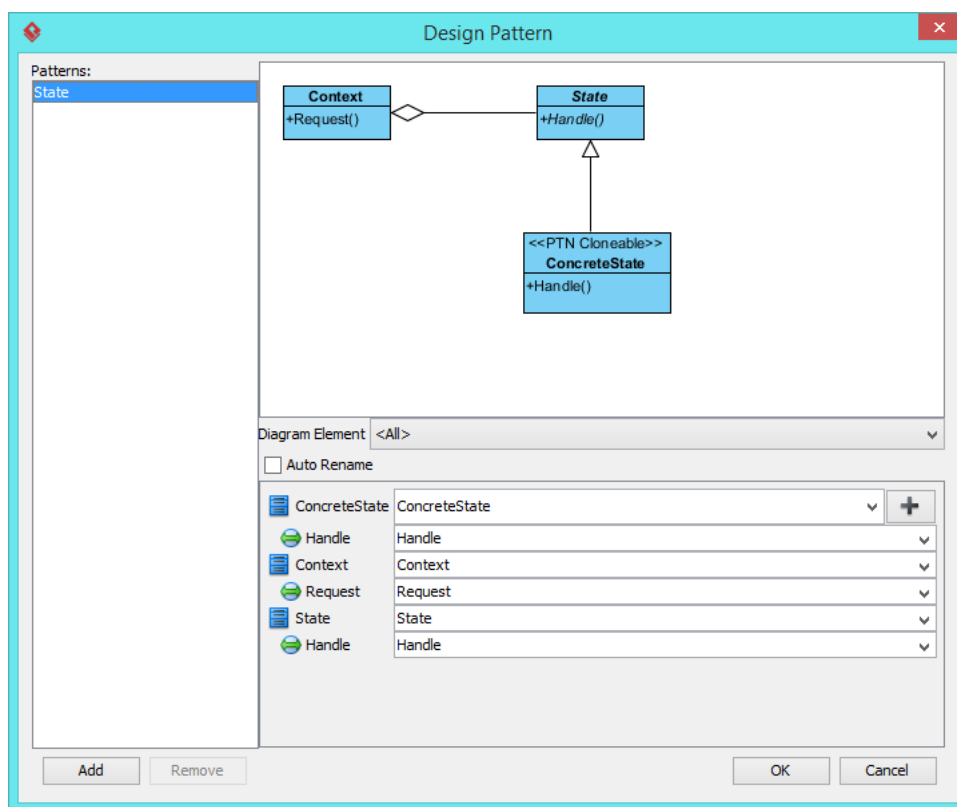 Design Pattern
Patterns:
State
Context
+Request()
State
+Handle()
<<PTN Cloneable>>
ConcreteState
+Handle()
Diagram Element <All>
Auto Rename
ConcreteState ConcreteState
Handle Handle
Context Context
Request Request
State State
Handle Handle
Add Remove OK Cancel